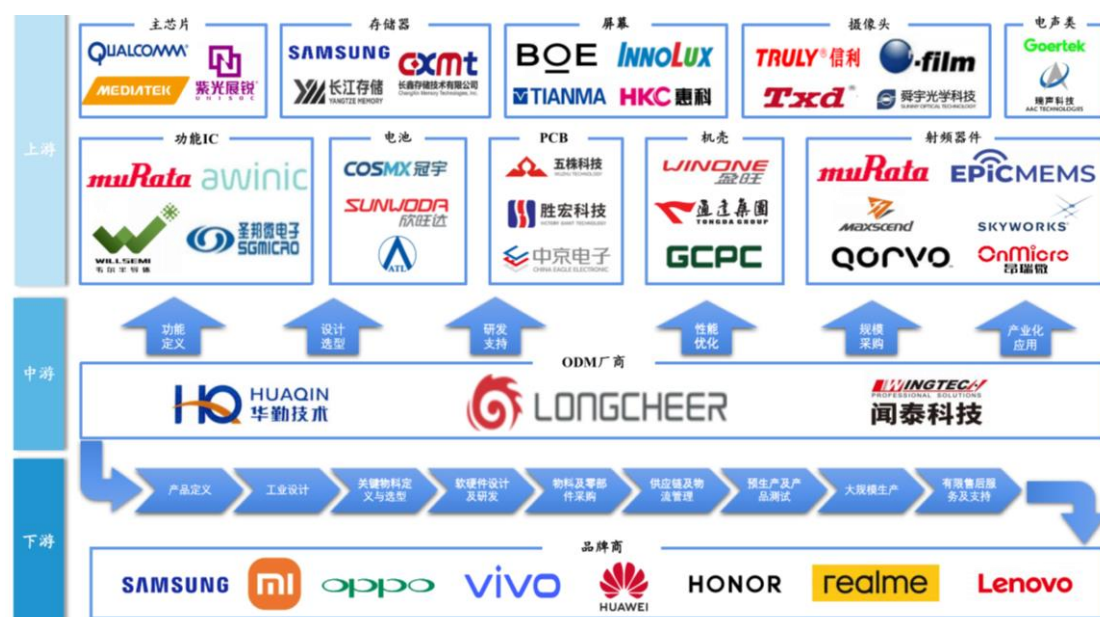 上游
主芯片
QUALCOMM
MEDIATEK
紫光展锐
UNISOC
存储器
SAMSUNG
长江存储
YANGTZE MEMORY
CXMT
长鑫存储技术有限公司
ChangXin Memory Technologies, Inc.
屏幕
BOE
INNOLUX
TIANMA
HKC 惠科
摄像头
TRULY®信利
O-film
Txd
舜宇光学科技
SUNNY OPTICAL TECHNOLOGY
电声类
Goertek
瑞声科技
AAC TECHNOLOGIES
功能IC
muRata
awinic
WILLSEMI
韦尔半导体
圣邦微电子
SGMICRO
电池
COSMX 冠宇
SUNWODA
欣旺达
ATL
PCB
五株科技
WUZHU TECHNOLOGY
胜宏科技
VICTORY GIANT TECHNOLOGY
中京电子
CHINA EAGLE ELECTRONIC
机壳
WINONE
盈旺
通达集团
TONGDA GROUP
GCPC
射频器件
muRata
EPICMEMS
MAXSCEND
SKYWORKS
QORVO
OnMicro
昂瑞微
功能
定义
设计
选型
研发
支持
性能
优化
规模
采购
产业化
应用
中游
ODM厂商
HQ
HUAQIN
华勤技术
LONGCHEER
WINGTECH
PROFESSIONAL SOLUTIONS
闻泰科技
下游
产品定义
工业设计
关键物料定
义与选型
软硬件设计
及研发
物料及零部
件采购
供应链及物
流管理
预生产及产
品测试
大规模生产
有限售后服
务及支持
品牌商
SAMSUNG
mi
oppo
vivo
HUAWEI
HONOR
realme
Lenovo